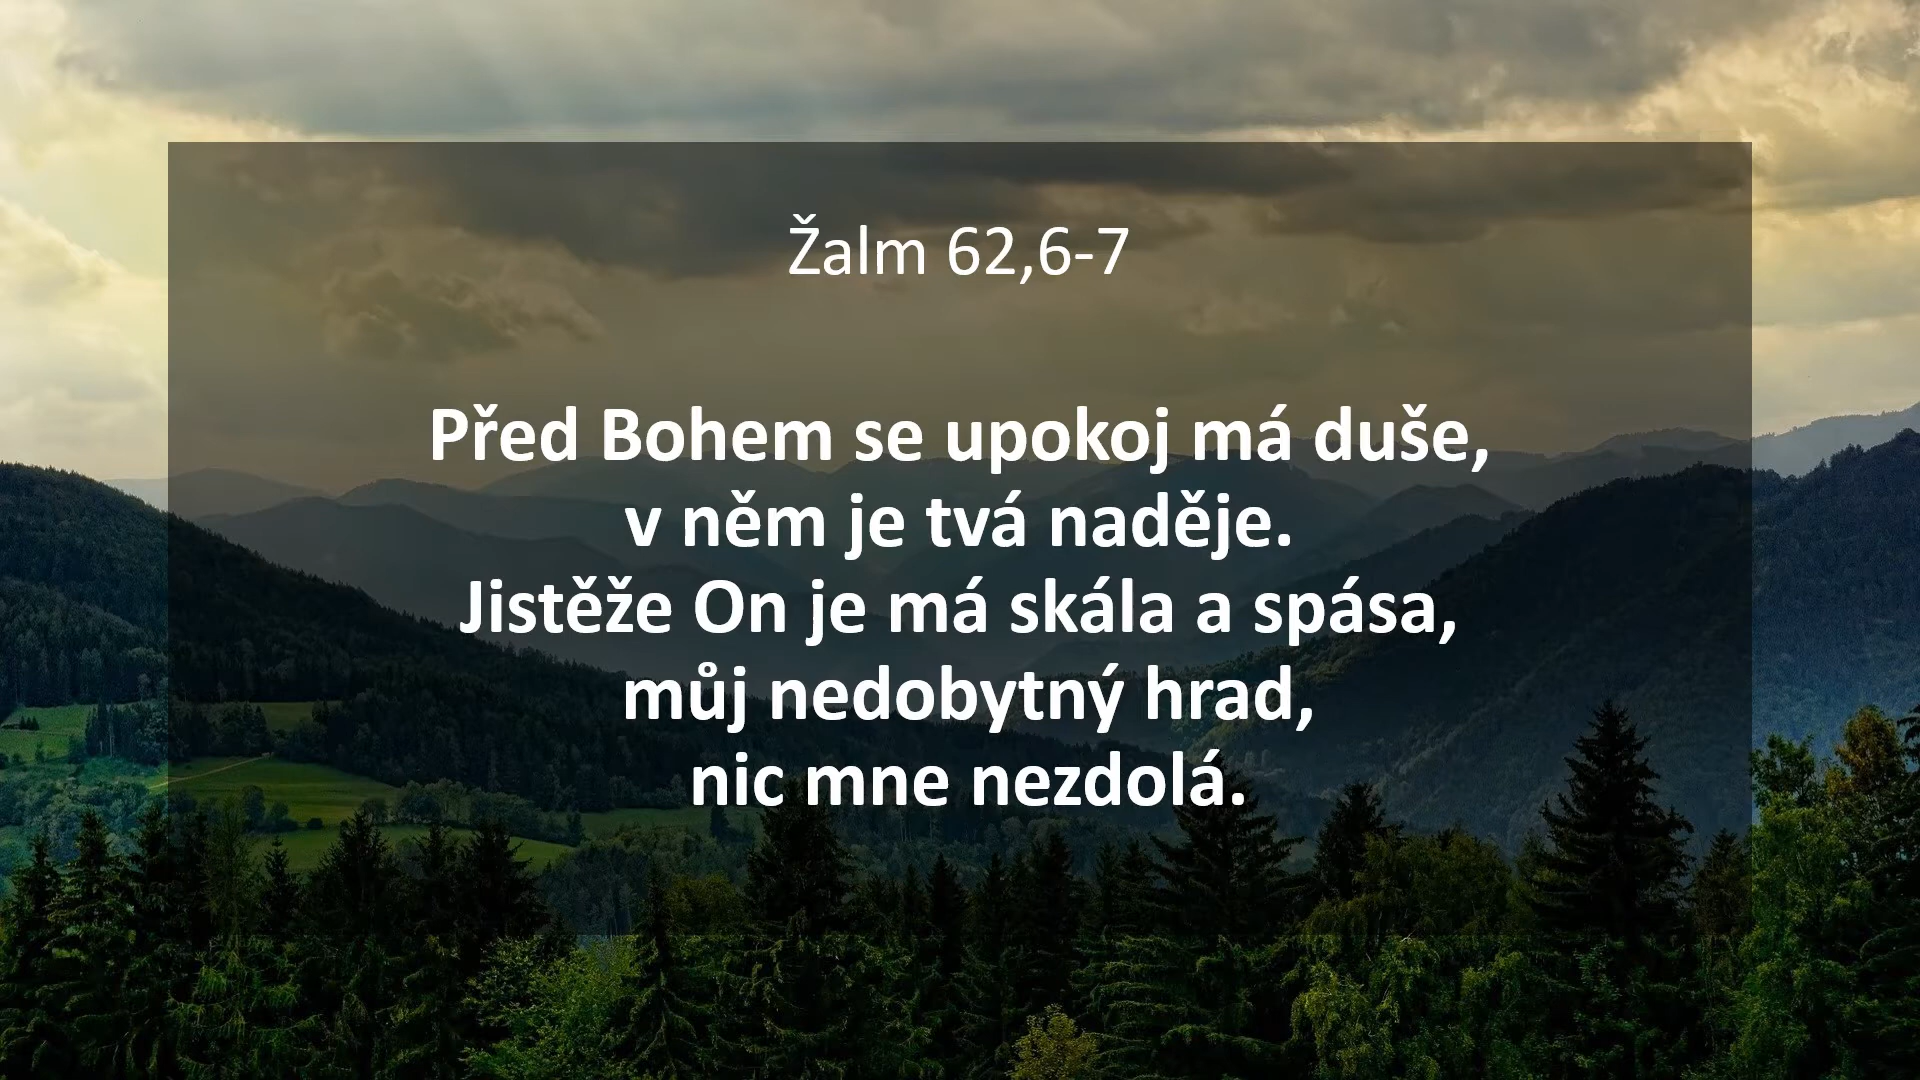 Žalm 62,6-7
Před Bohem se upokoj má duše,
v něm je tvá naděje.
Jistěže On je má skála a spása,
můj nedobytný hrad,
nic mne nezdolá.